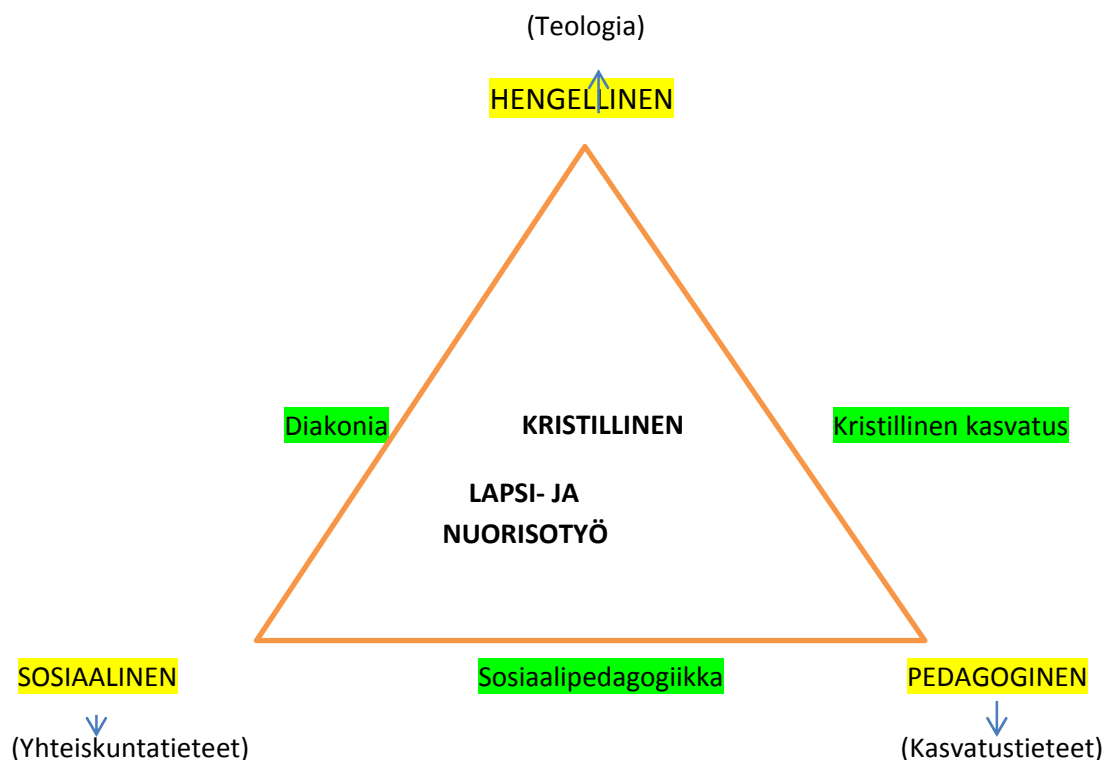 (Teologia)
HENGELLINEN
Diakonia
KRISTILLINEN
Kristillinen kasvatus
LAPSI- JA
NUORISOTYÖ
SOSIAALINEN
Sosiaalipedagogiikka
PEDAGOGINEN
(Yhteiskuntatieteet)
(Kasvatustieteet)